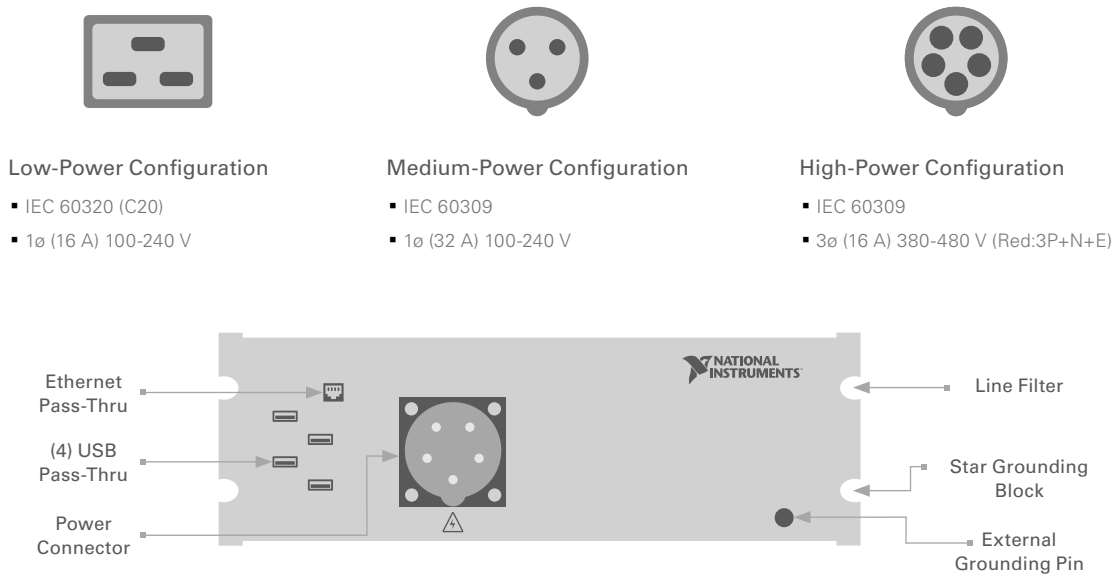 Low-Power Configuration
▪ IEC 60320 (C20)
▪ 1ø (16 A) 100-240 V
Medium-Power Configuration
▪ IEC 60309
▪ 1ø (32 A) 100-240 V
High-Power Configuration
▪ IEC 60309
▪ 3ø (16 A) 380-480 V (Red:3P+N+E)
NATIONAL
INSTRUMENTS™
Ethernet
Pass-Thru
(4) USB
Pass-Thru
Power
Connector
Line Filter
Star Grounding
Block
External
Grounding Pin